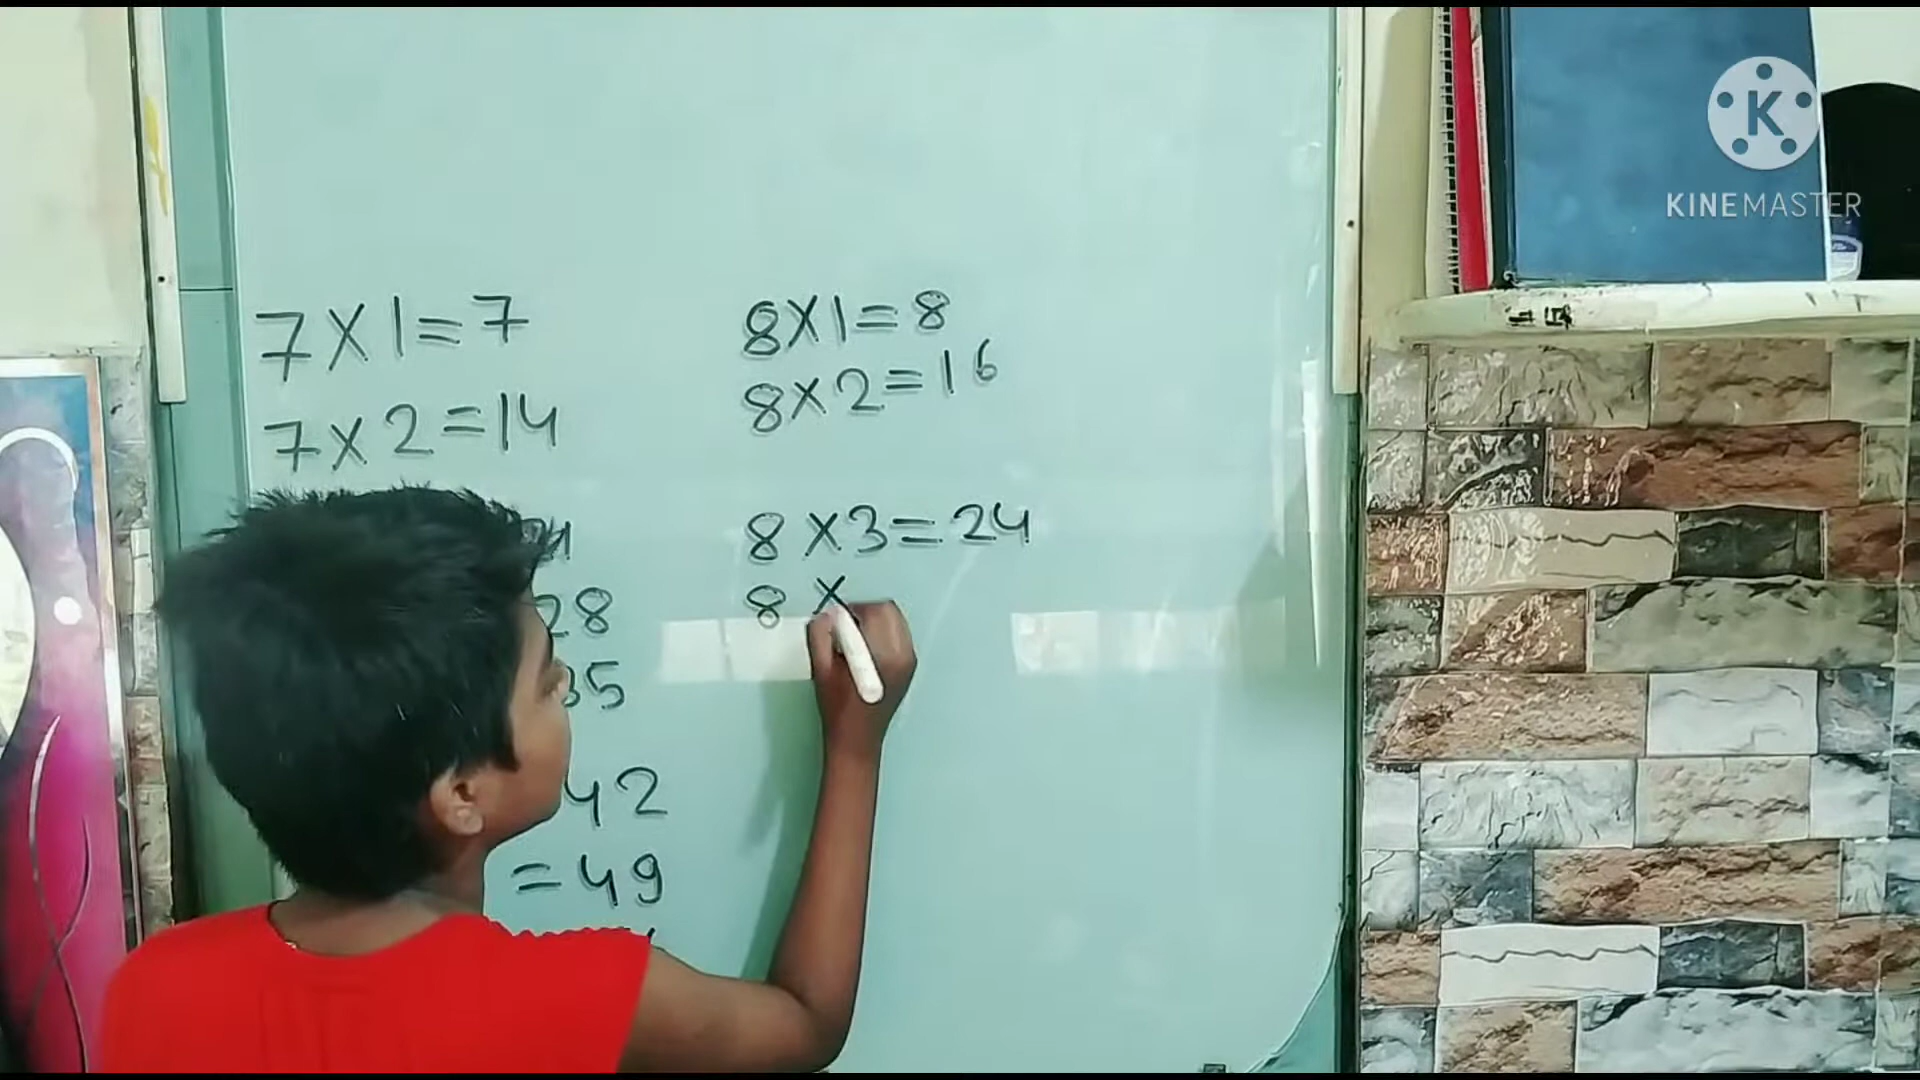 7X1=7
7X2=14
28
35
42
=49
8X1=8
8X2=16
8X3=24
8X
K
KINEMASTER